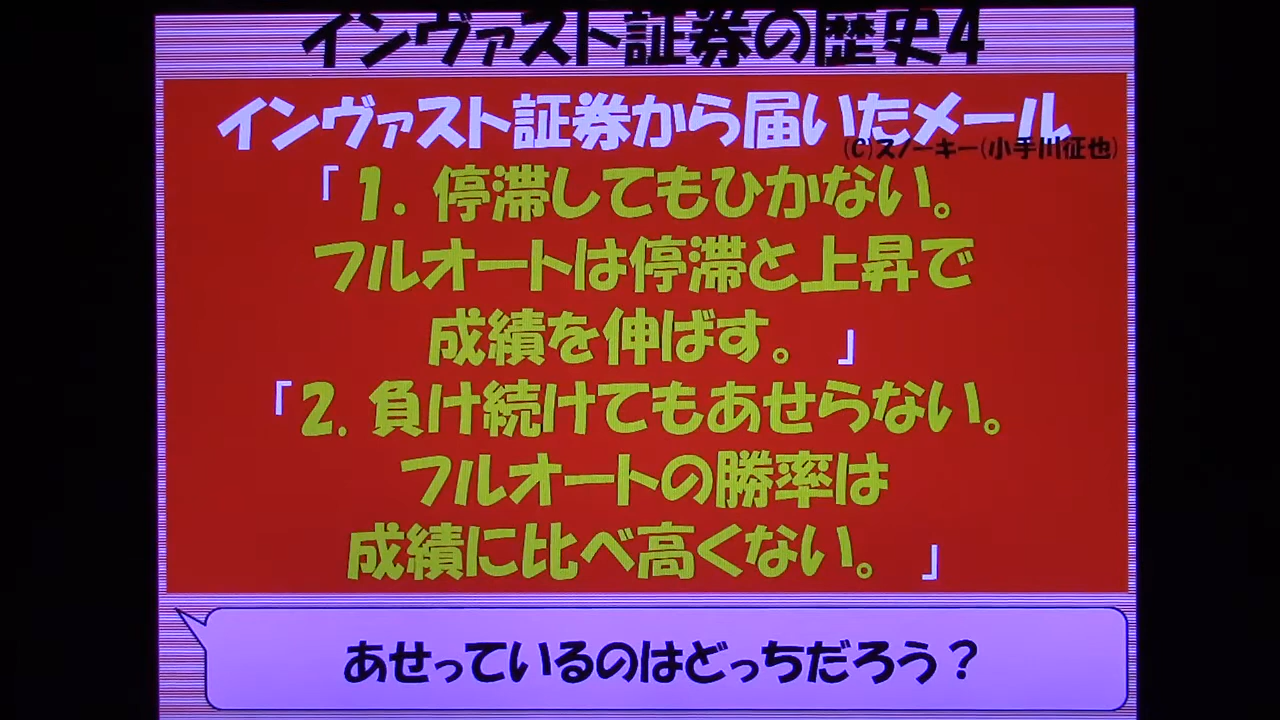 インヴァスト証券の歴史4
インヴァスト証券から届いたメール
(C)スノーキー(小手川征也)
「1. 停滞してもひかない。
フルオートは停滞と上昇で
成績を伸ばす。」
「2. 負け続けてもあせらない。
フルオートの勝率は
成績に比べ高くない。」
あせっているのはどっちだろう？